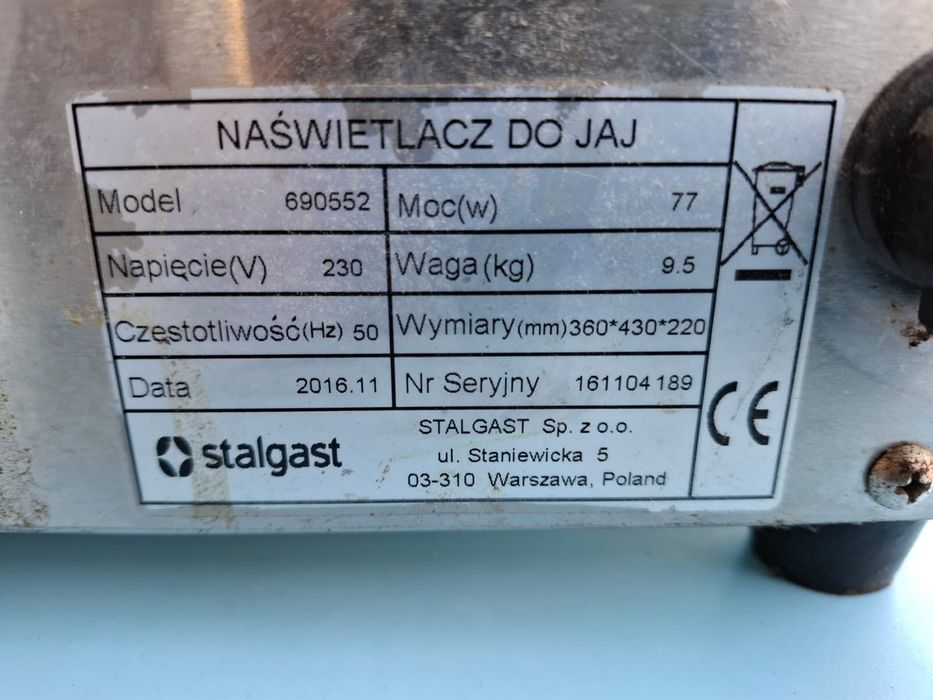 NAŚWIETLACZ DO JAJ
Model 690552 Moc(w) 77
Napięcie(V) 230 Waga(kg) 9.5
Częstotliwość(Hz) 50 Wymiary(mm)360*430*220
Data 2016.11 Nr Seryjny 161104189
stalgast
STALGAST Sp. z o.o.
ul. Staniewicka 5
03-310 Warszawa, Poland
CE